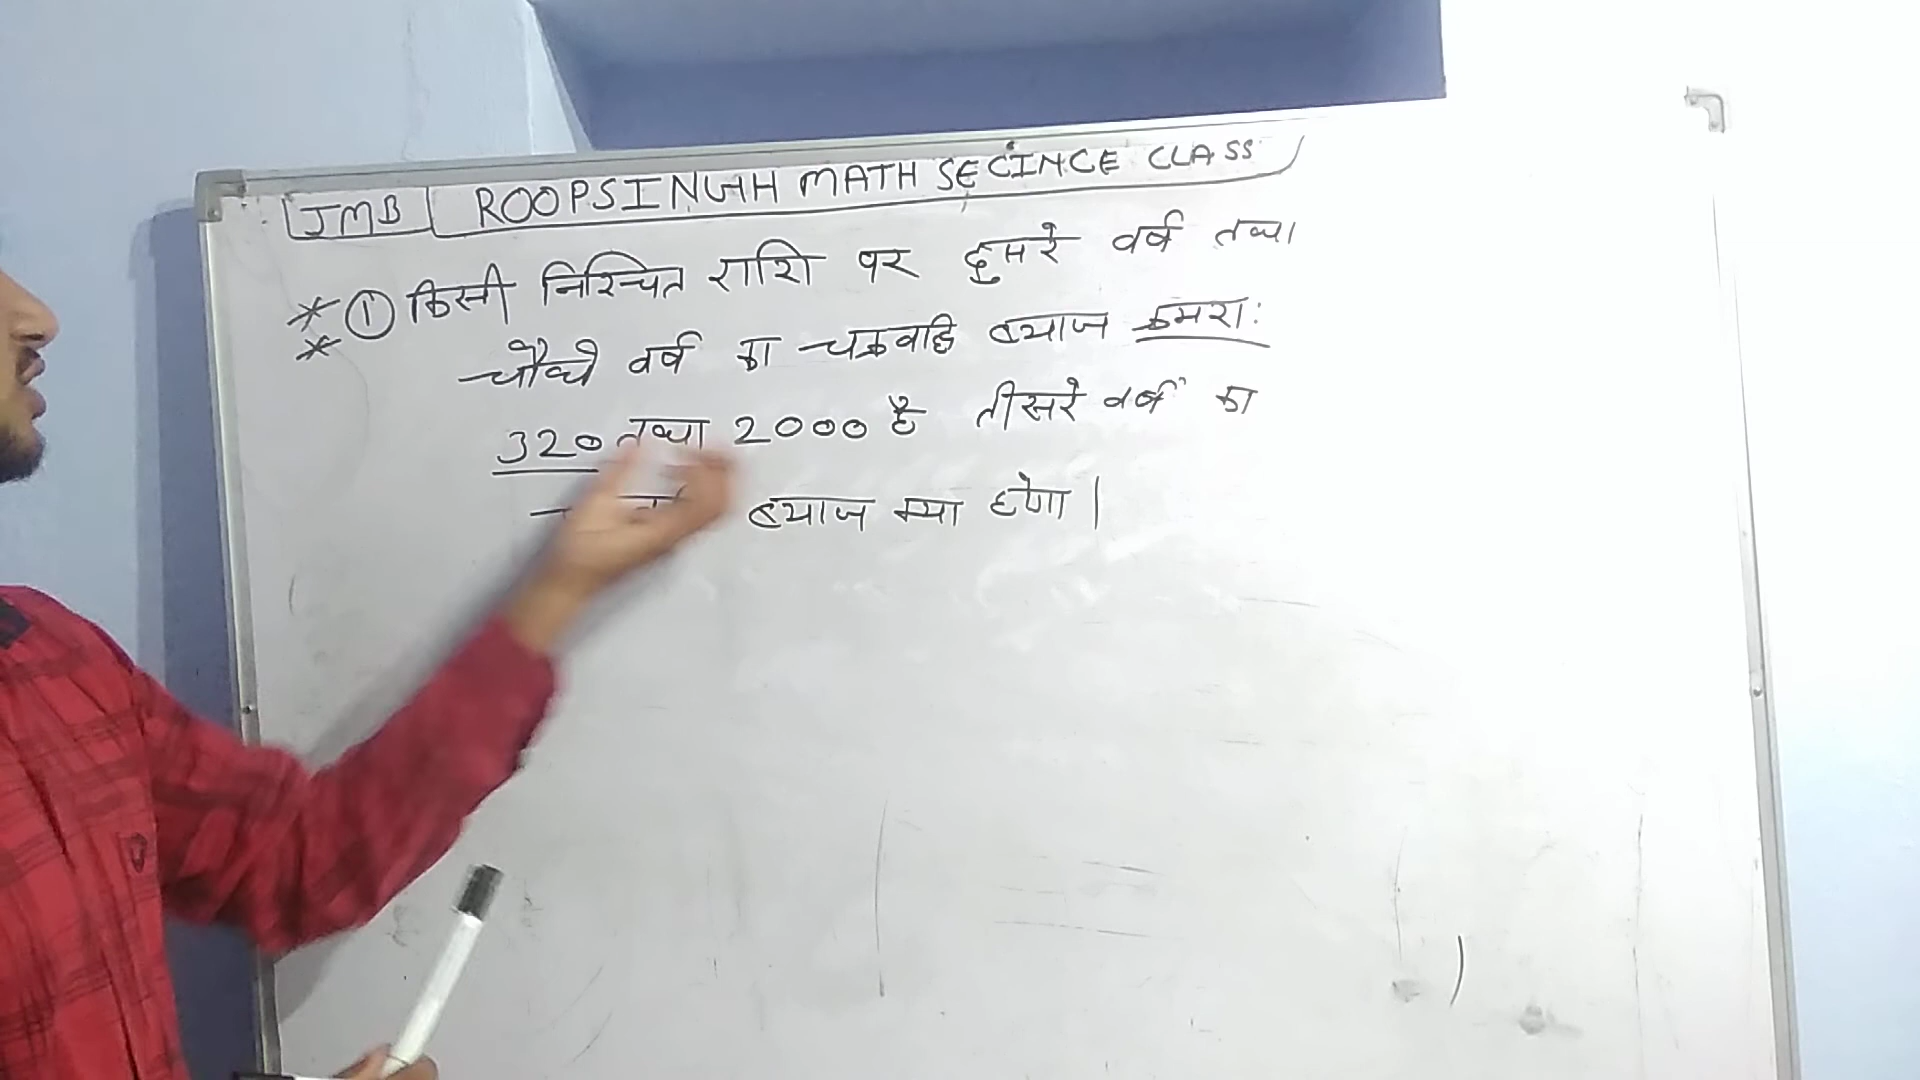 JMB ROOPSINGH MATH SECINCE CLASS
** ① किसी निश्चित राशि पर दुसरे वर्ष तथा
चौथे वर्ष का चक्रवृद्धि ब्याज क्रमशः
320 तथा 2000 है तीसरे वर्ष का
ब्याज क्या होगा |